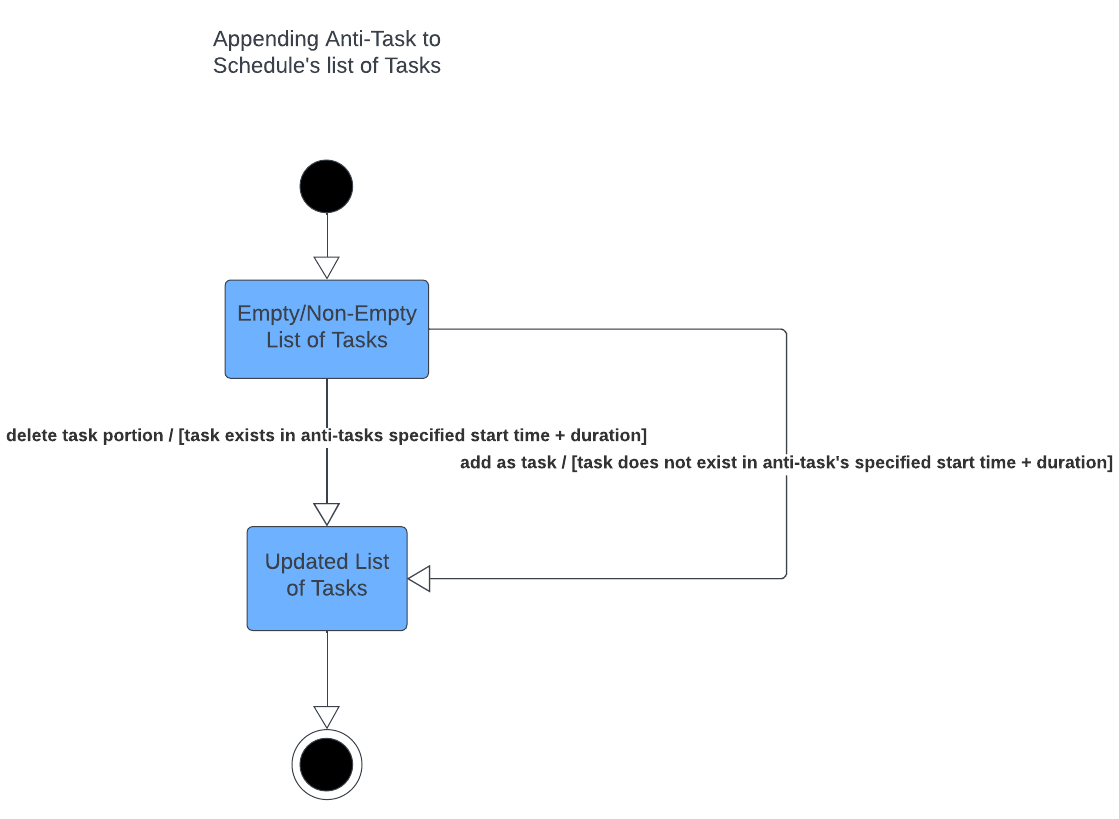 Appending Anti-Task to
Schedule's list of Tasks
Empty/Non-Empty
List of Tasks
delete task portion / [task exists in anti-tasks specified start time + duration]
add as task / [task does not exist in anti-task's specified start time + duration]
Updated List
of Tasks